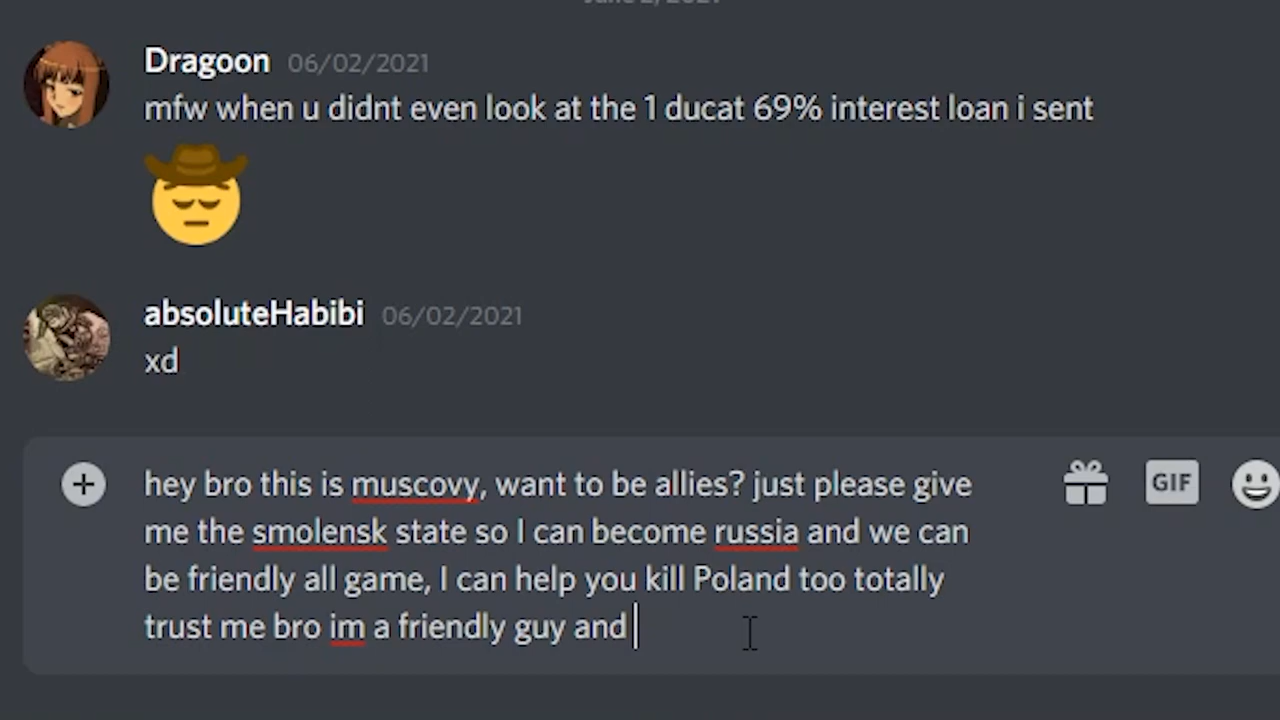 Dragoon 06/02/2021
mfw when u didnt even look at the 1 ducat 69% interest loan i sent
absoluteHabibi 06/02/2021
xd
hey bro this is muscovy, want to be allies? just please give
GIF
me the smolensk state so I can become russia and we can
be friendly all game, I can help you kill Poland too totally
trust me bro im a friendly guy and